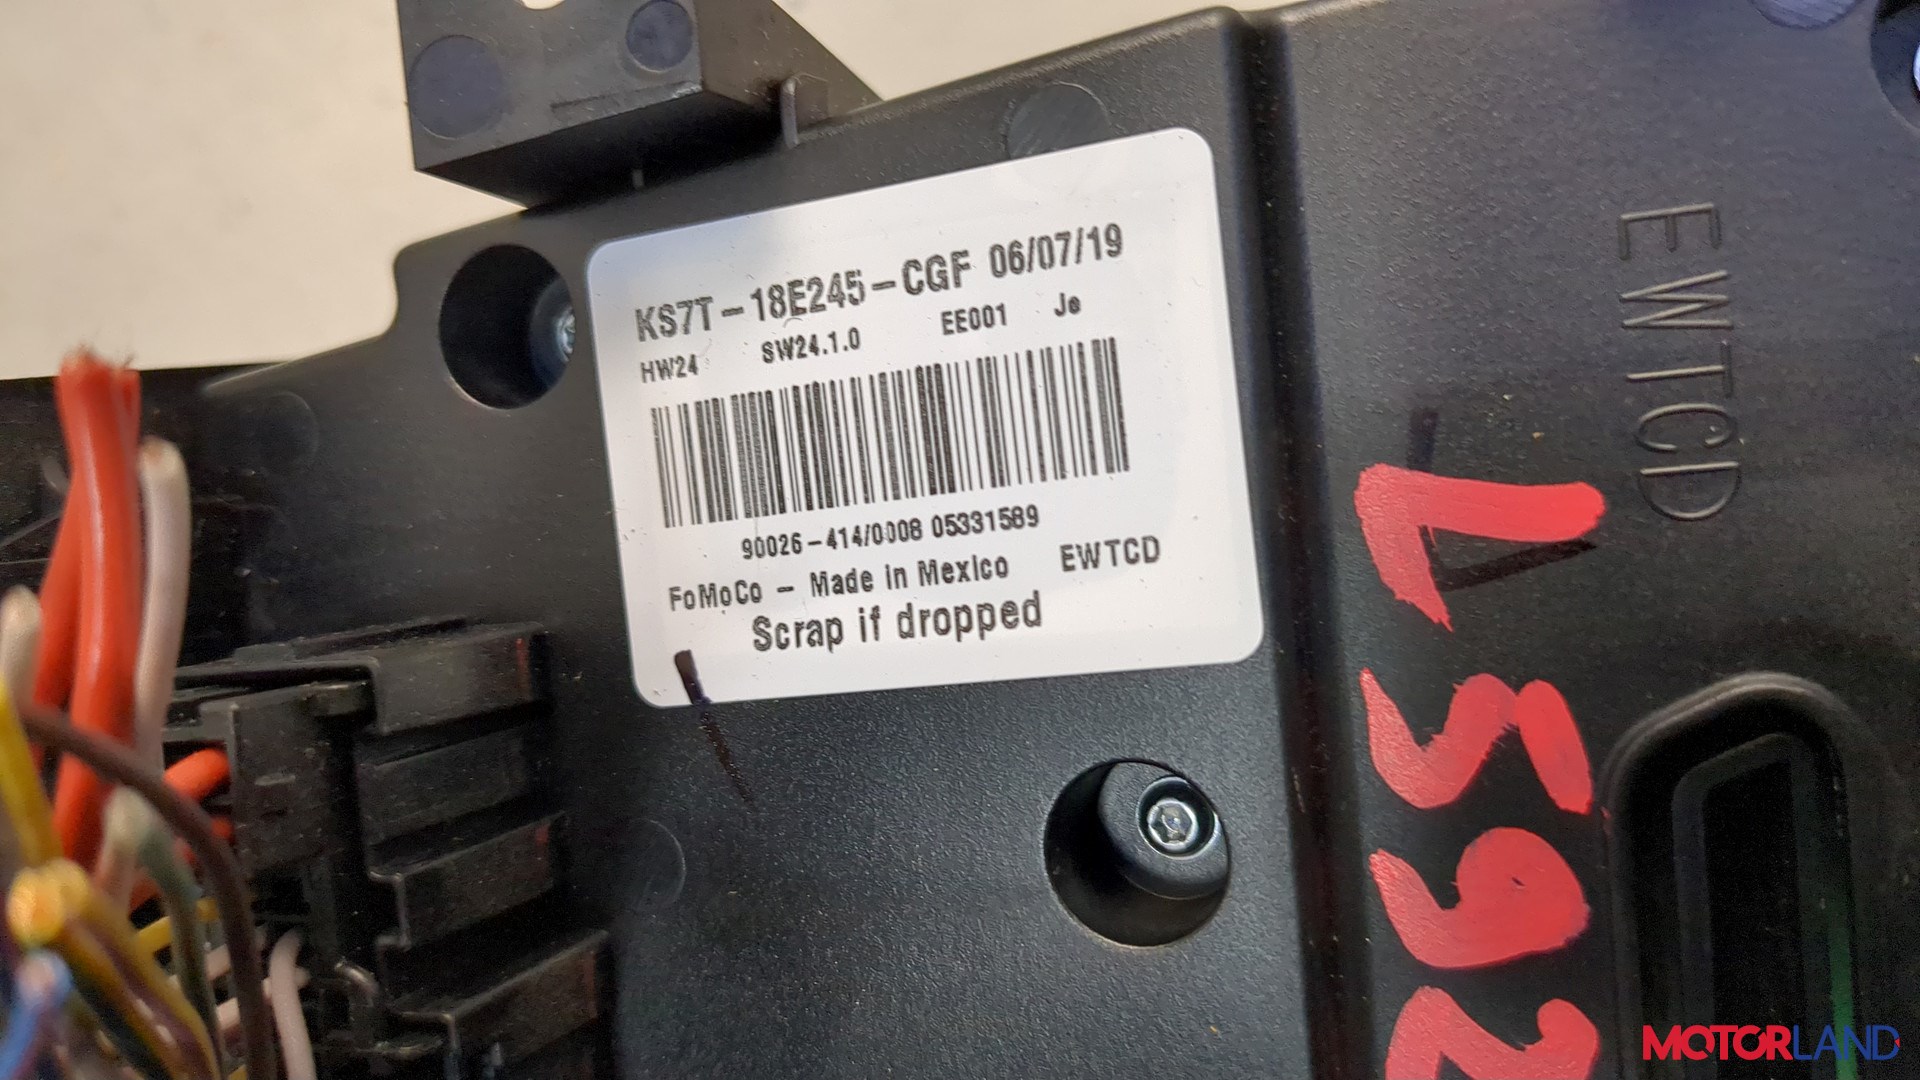 KS7T-18E245-CGF 06/07/19
HW24 SW24.1.0 EE001 Je
90026-414/0008 05331589
FoMoCo - Made in Mexico EWTCD
Scrap if dropped
EWTCD
MOTORLAND